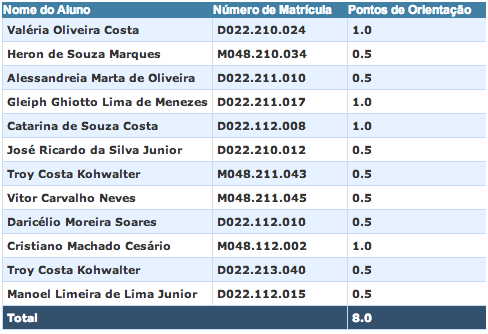 Nome do Aluno Número de Matrícula Pontos de Orientação
Valéria Oliveira Costa D022.210.024 1.0
Heron de Souza Marques M048.210.034 0.5
Alessandreia Marta de Oliveira D022.211.010 0.5
Gleiph Ghiotto Lima de Menezes D022.211.017 1.0
Catarina de Souza Costa D022.112.008 1.0
José Ricardo da Silva Junior D022.210.012 0.5
Troy Costa Kohwalter M048.211.043 0.5
Vitor Carvalho Neves M048.211.045 0.5
Daricélio Moreira Soares D022.112.010 0.5
Cristiano Machado Cesário M048.112.002 1.0
Troy Costa Kohwalter D022.213.040 0.5
Manoel Limeira de Lima Junior D022.112.015 0.5
Total 8.0